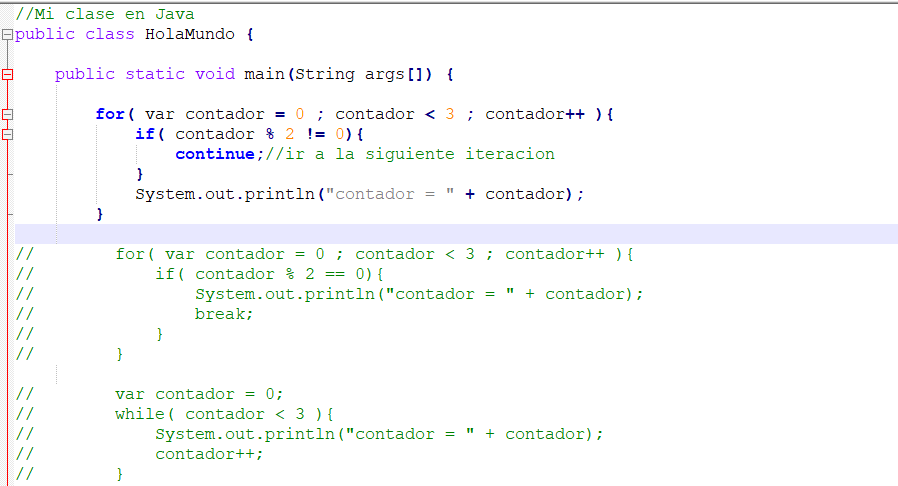 //Mi clase en Java
public class HolaMundo {
public static void main(String args[]) {
for( var contador = 0 ; contador < 3 ; contador++ ){
if( contador % 2 != 0){
continue;//ir a la siguiente iteracion
}
System.out.println("contador = " + contador);
}
//        for( var contador = 0 ; contador < 3 ; contador++ ){
//            if( contador % 2 == 0){
//                System.out.println("contador = " + contador);
//                break;
//            }
//        }
//        var contador = 0;
//        while( contador < 3 ){
//            System.out.println("contador = " + contador);
//            contador++;
//        }